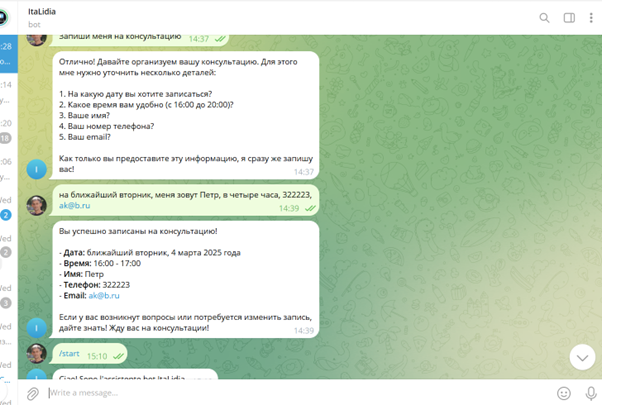 ItaLidia
bot
:28
о...
Запиши меня на консультацию 14:37
:14
у...
Отлично! Давайте организуем вашу консультацию. Для этого
мне нужно уточнить несколько деталей:
1. На какую дату вы хотите записаться?
2. Какое время вам удобно (с 16:00 до 20:00)?
3. Ваше имя?
4. Ваш номер телефона?
5. Ваш email?
:20
18
Как только вы предоставите эту информацию, я сразу же запишу
вас!
14:37
I
:06
у...
на ближайший вторник, меня зовут Петр, в четыре часа, 322223,
ak@b.ru
14:39
Wed
2
Вы успешно записаны на консультацию!
- Дата: ближайший вторник, 4 марта 2025 года
- Время: 16:00 - 17:00
- Имя: Петр
- Телефон: 322223
- Email: ak@b.ru
Wed
2
Wed
3
Если у вас возникнут вопросы или потребуется изменить запись,
дайте знать! Жду вас на консультации!
14:39
I
Wed
/start 15:10
Wed
Ciao! Sono l'assistente bot ItaLidia
Write a message...